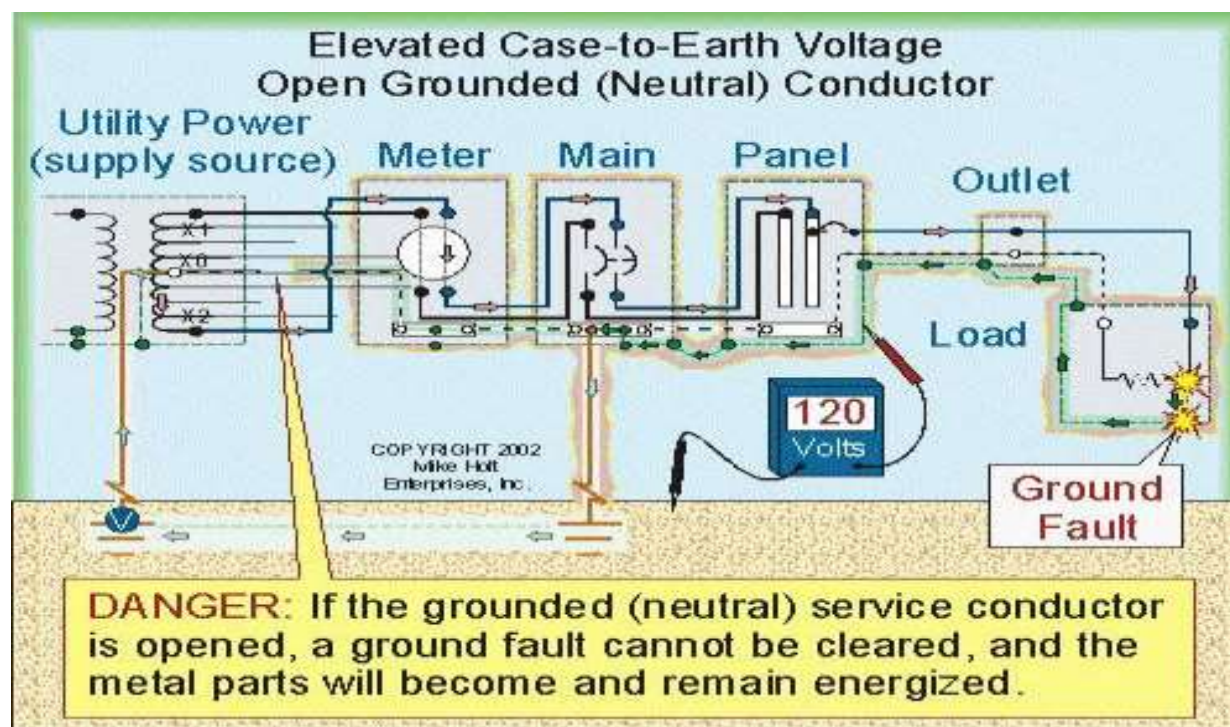 Elevated Case-to-Earth Voltage
Open Grounded (Neutral) Conductor
Utility Power
(supply source)
Meter
Main
Panel
Outlet
X1
X0
X2
Load
120
Volts
COPYRIGHT 2002
Mike Holt
Enterprises, Inc.
Ground
Fault
V
DANGER: If the grounded (neutral) service conductor
is opened, a ground fault cannot be cleared, and the
metal parts will become and remain energized.